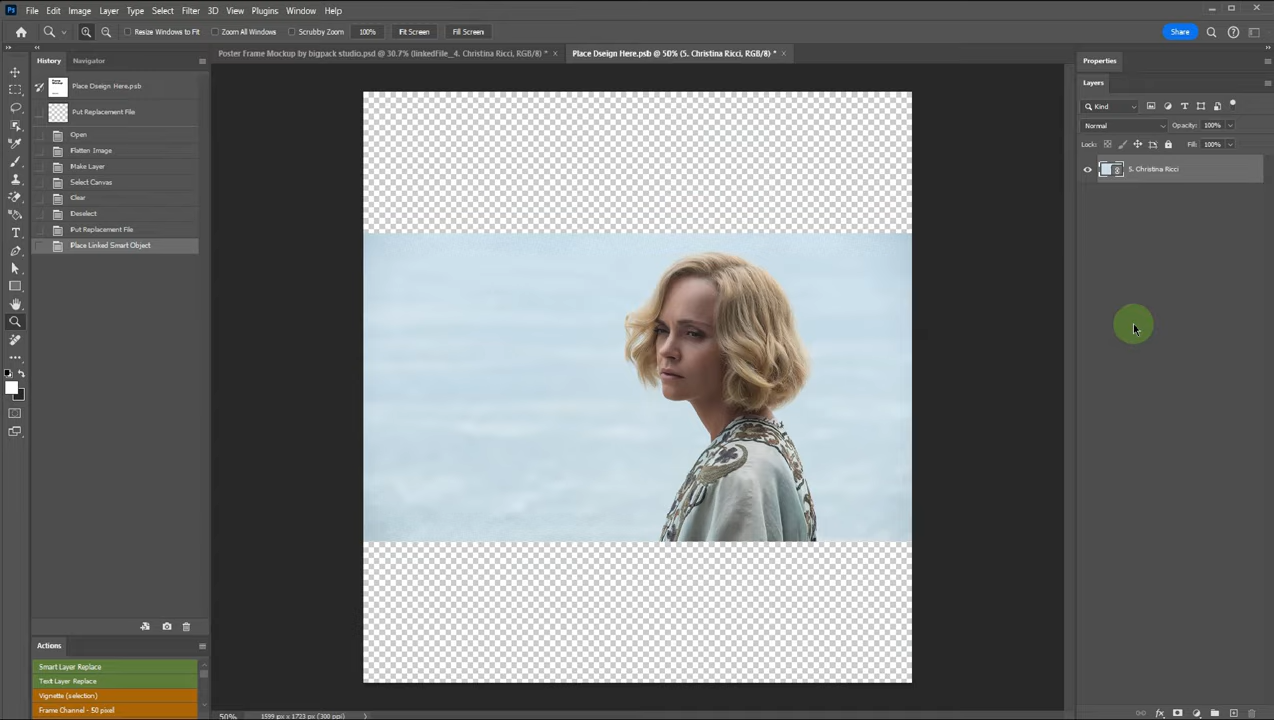 Ps File Edit Image Layer Type Select Filter 3D View Plugins Window Help
Resize Windows to Fit Zoom All Windows Scrubby Zoom 100% Fit Screen Fill Screen Share
History Navigator
Poster Frame Mockup by bigpack studio.psd @ 30.7% (linkedFile_4. Christina Ricci, RGB/8) * ×
Place Dseign Here.psb @ 50% (5. Christina Ricci, RGB/8) * ×
Place Dseign Here.psb
Put Replacement File
Open
Flatten Image
Make Layer
Select Canvas
Clear
Deselect
Put Replacement File
Place Linked Smart Object
Actions
Smart Layer Replace
Text Layer Replace
Vignette (selection)
Frame Channel - 50 pixel
50% 1599 px x 1723 px (300 ppi)
Properties
Layers
Kind
Normal Opacity: 100%
Locks: Fill: 100%
5. Christina Ricci